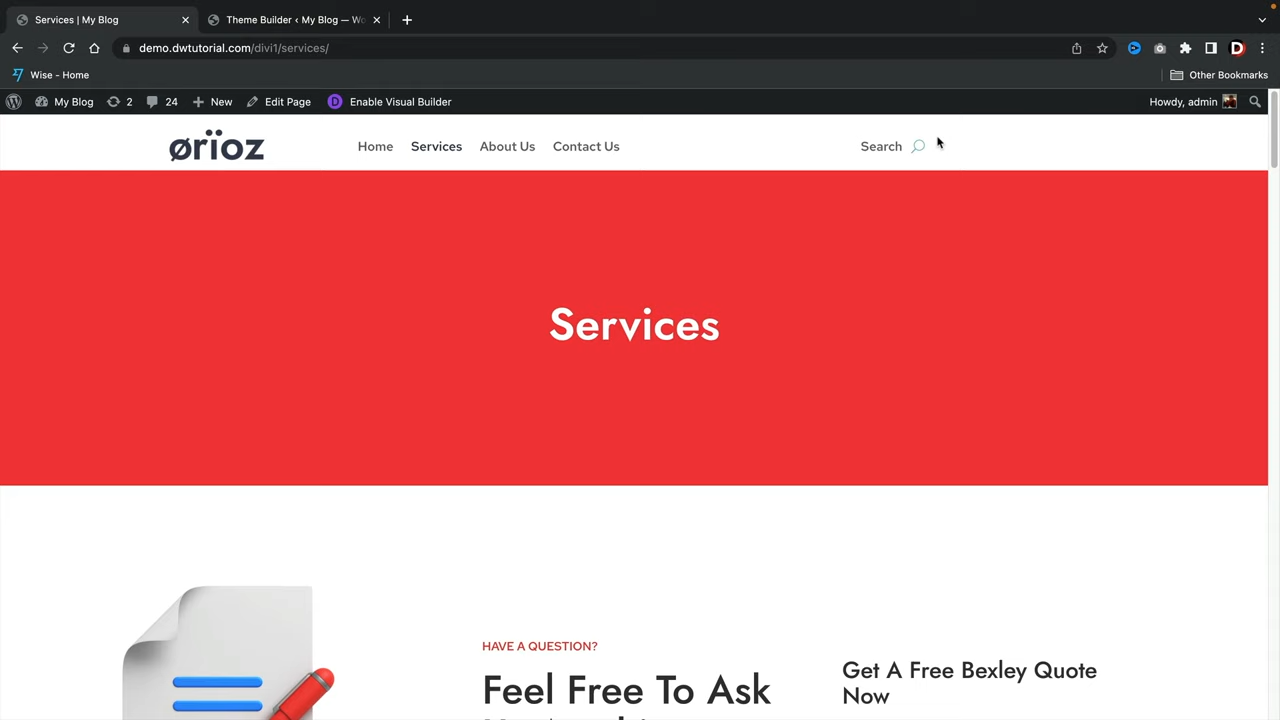 Services | My Blog
Theme Builder ‹ My Blog — Wo
demo.dwtutorial.com/divi1/services/
Wise - Home
Other Bookmarks
My Blog 2 24 New Edit Page Enable Visual Builder
Howdy, admin
ørïoz
Home Services About Us Contact Us
Search
Services
HAVE A QUESTION?
Feel Free To Ask
Get A Free Bexley Quote
Now